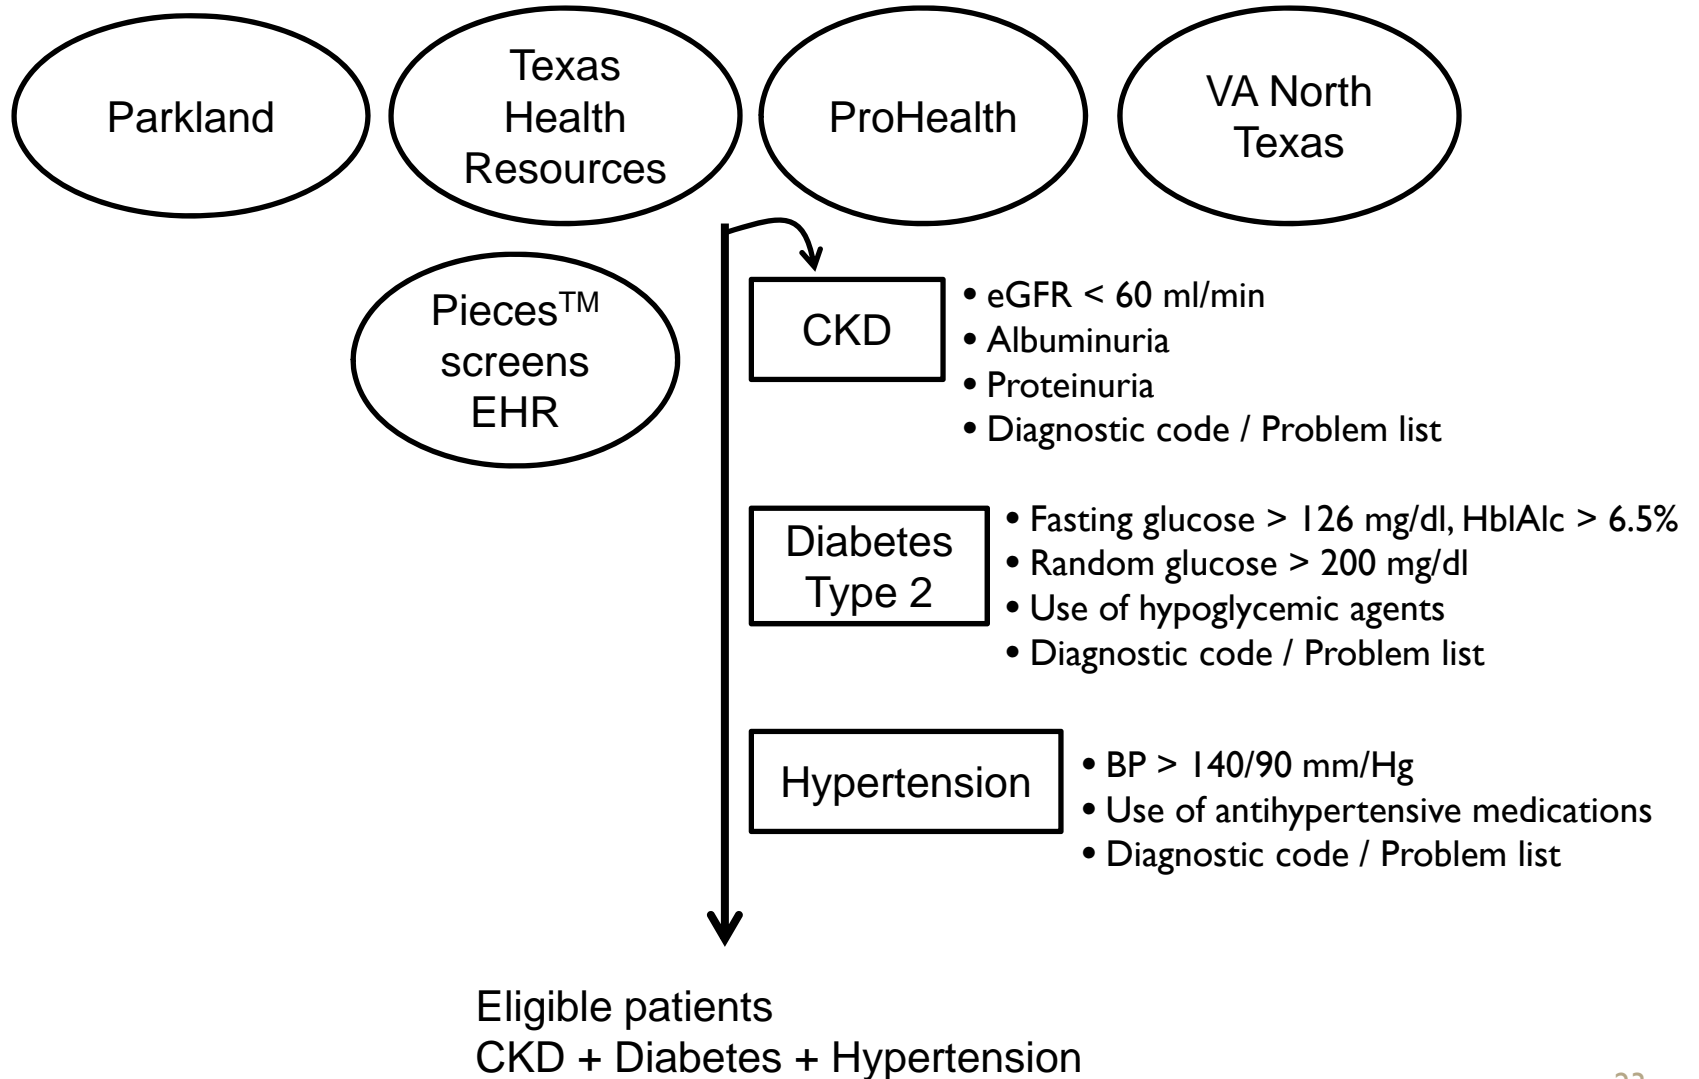 Parkland
Texas
Health
Resources
ProHealth
VA North
Texas
Pieces™
screens
EHR
CKD
• eGFR < 60 ml/min
• Albuminuria
• Proteinuria
• Diagnostic code / Problem list
Diabetes
Type 2
• Fasting glucose > 126 mg/dl, HblAlc > 6.5%
• Random glucose > 200 mg/dl
• Use of hypoglycemic agents
• Diagnostic code / Problem list
Hypertension
• BP > 140/90 mm/Hg
• Use of antihypertensive medications
• Diagnostic code / Problem list
Eligible patients
CKD + Diabetes + Hypertension